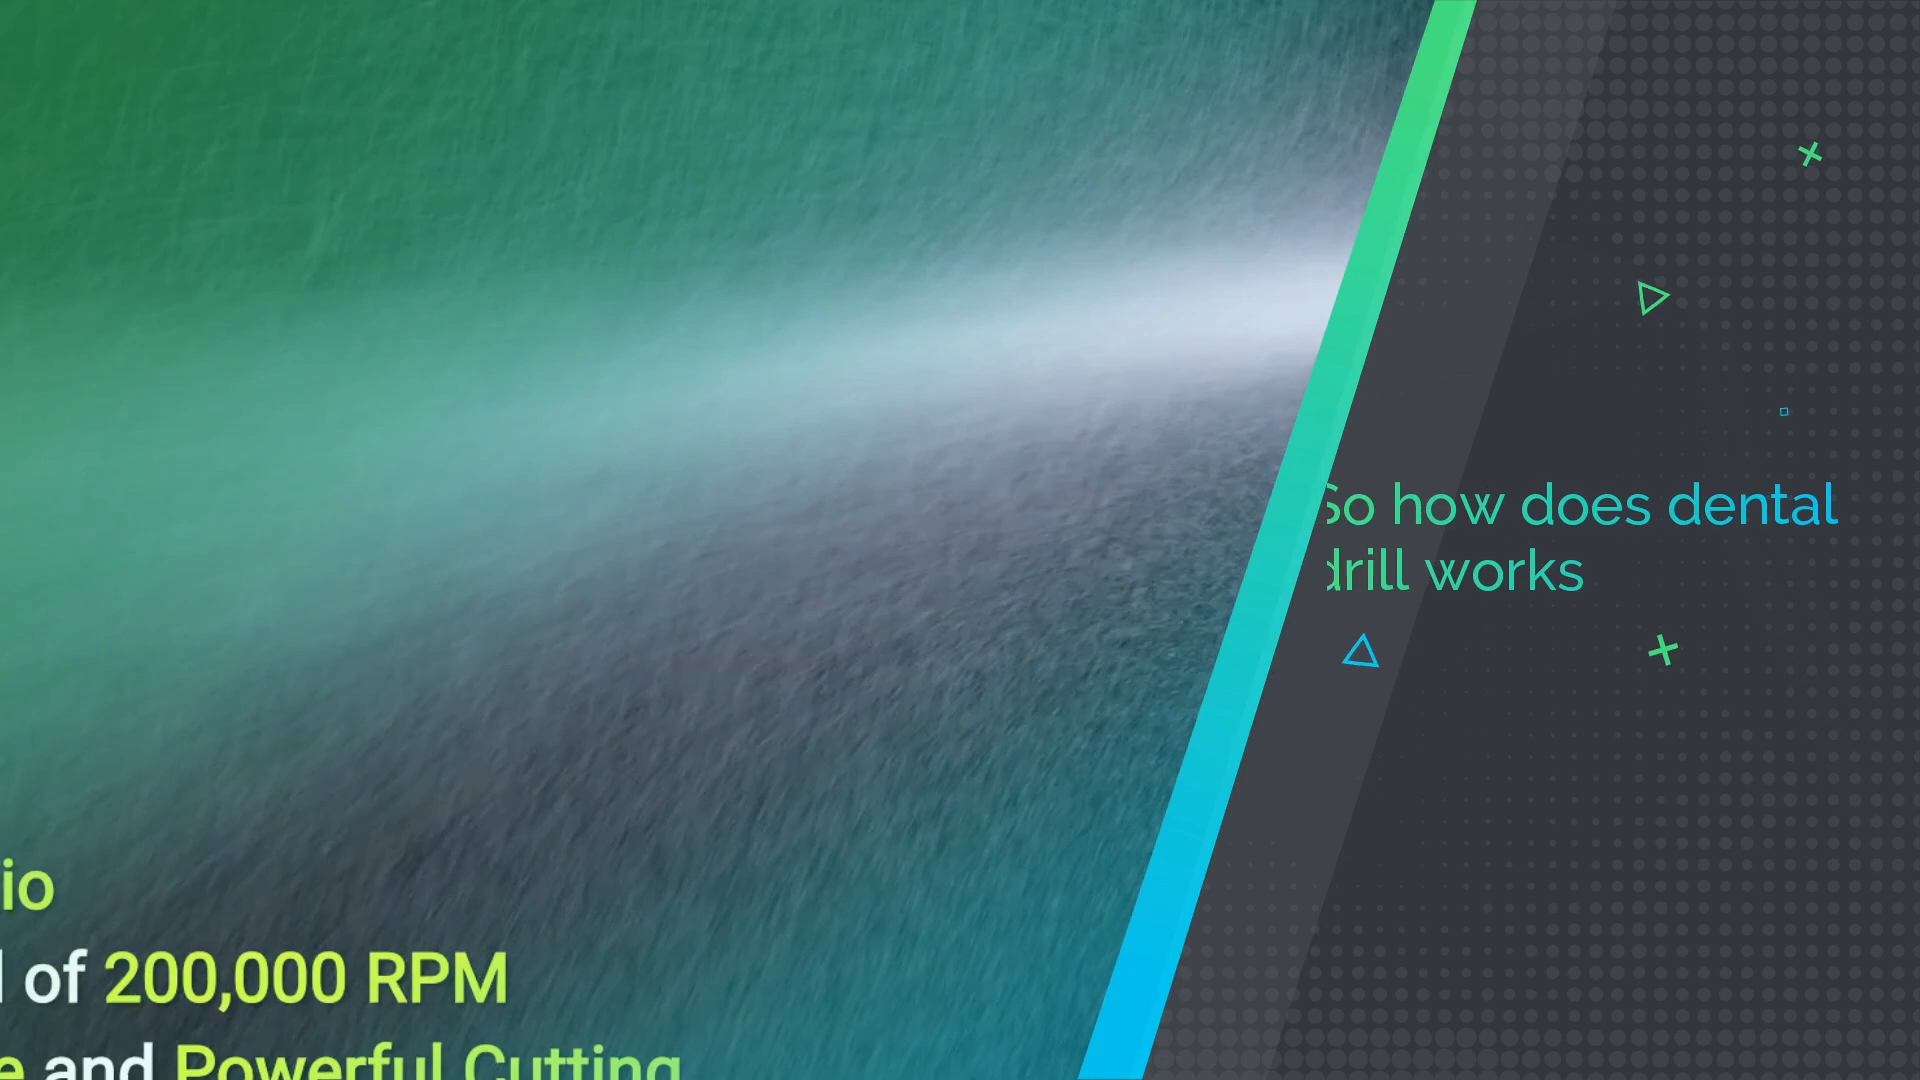 So how does dental
drill works
io
of 200,000 RPM
and Powerful Cutting